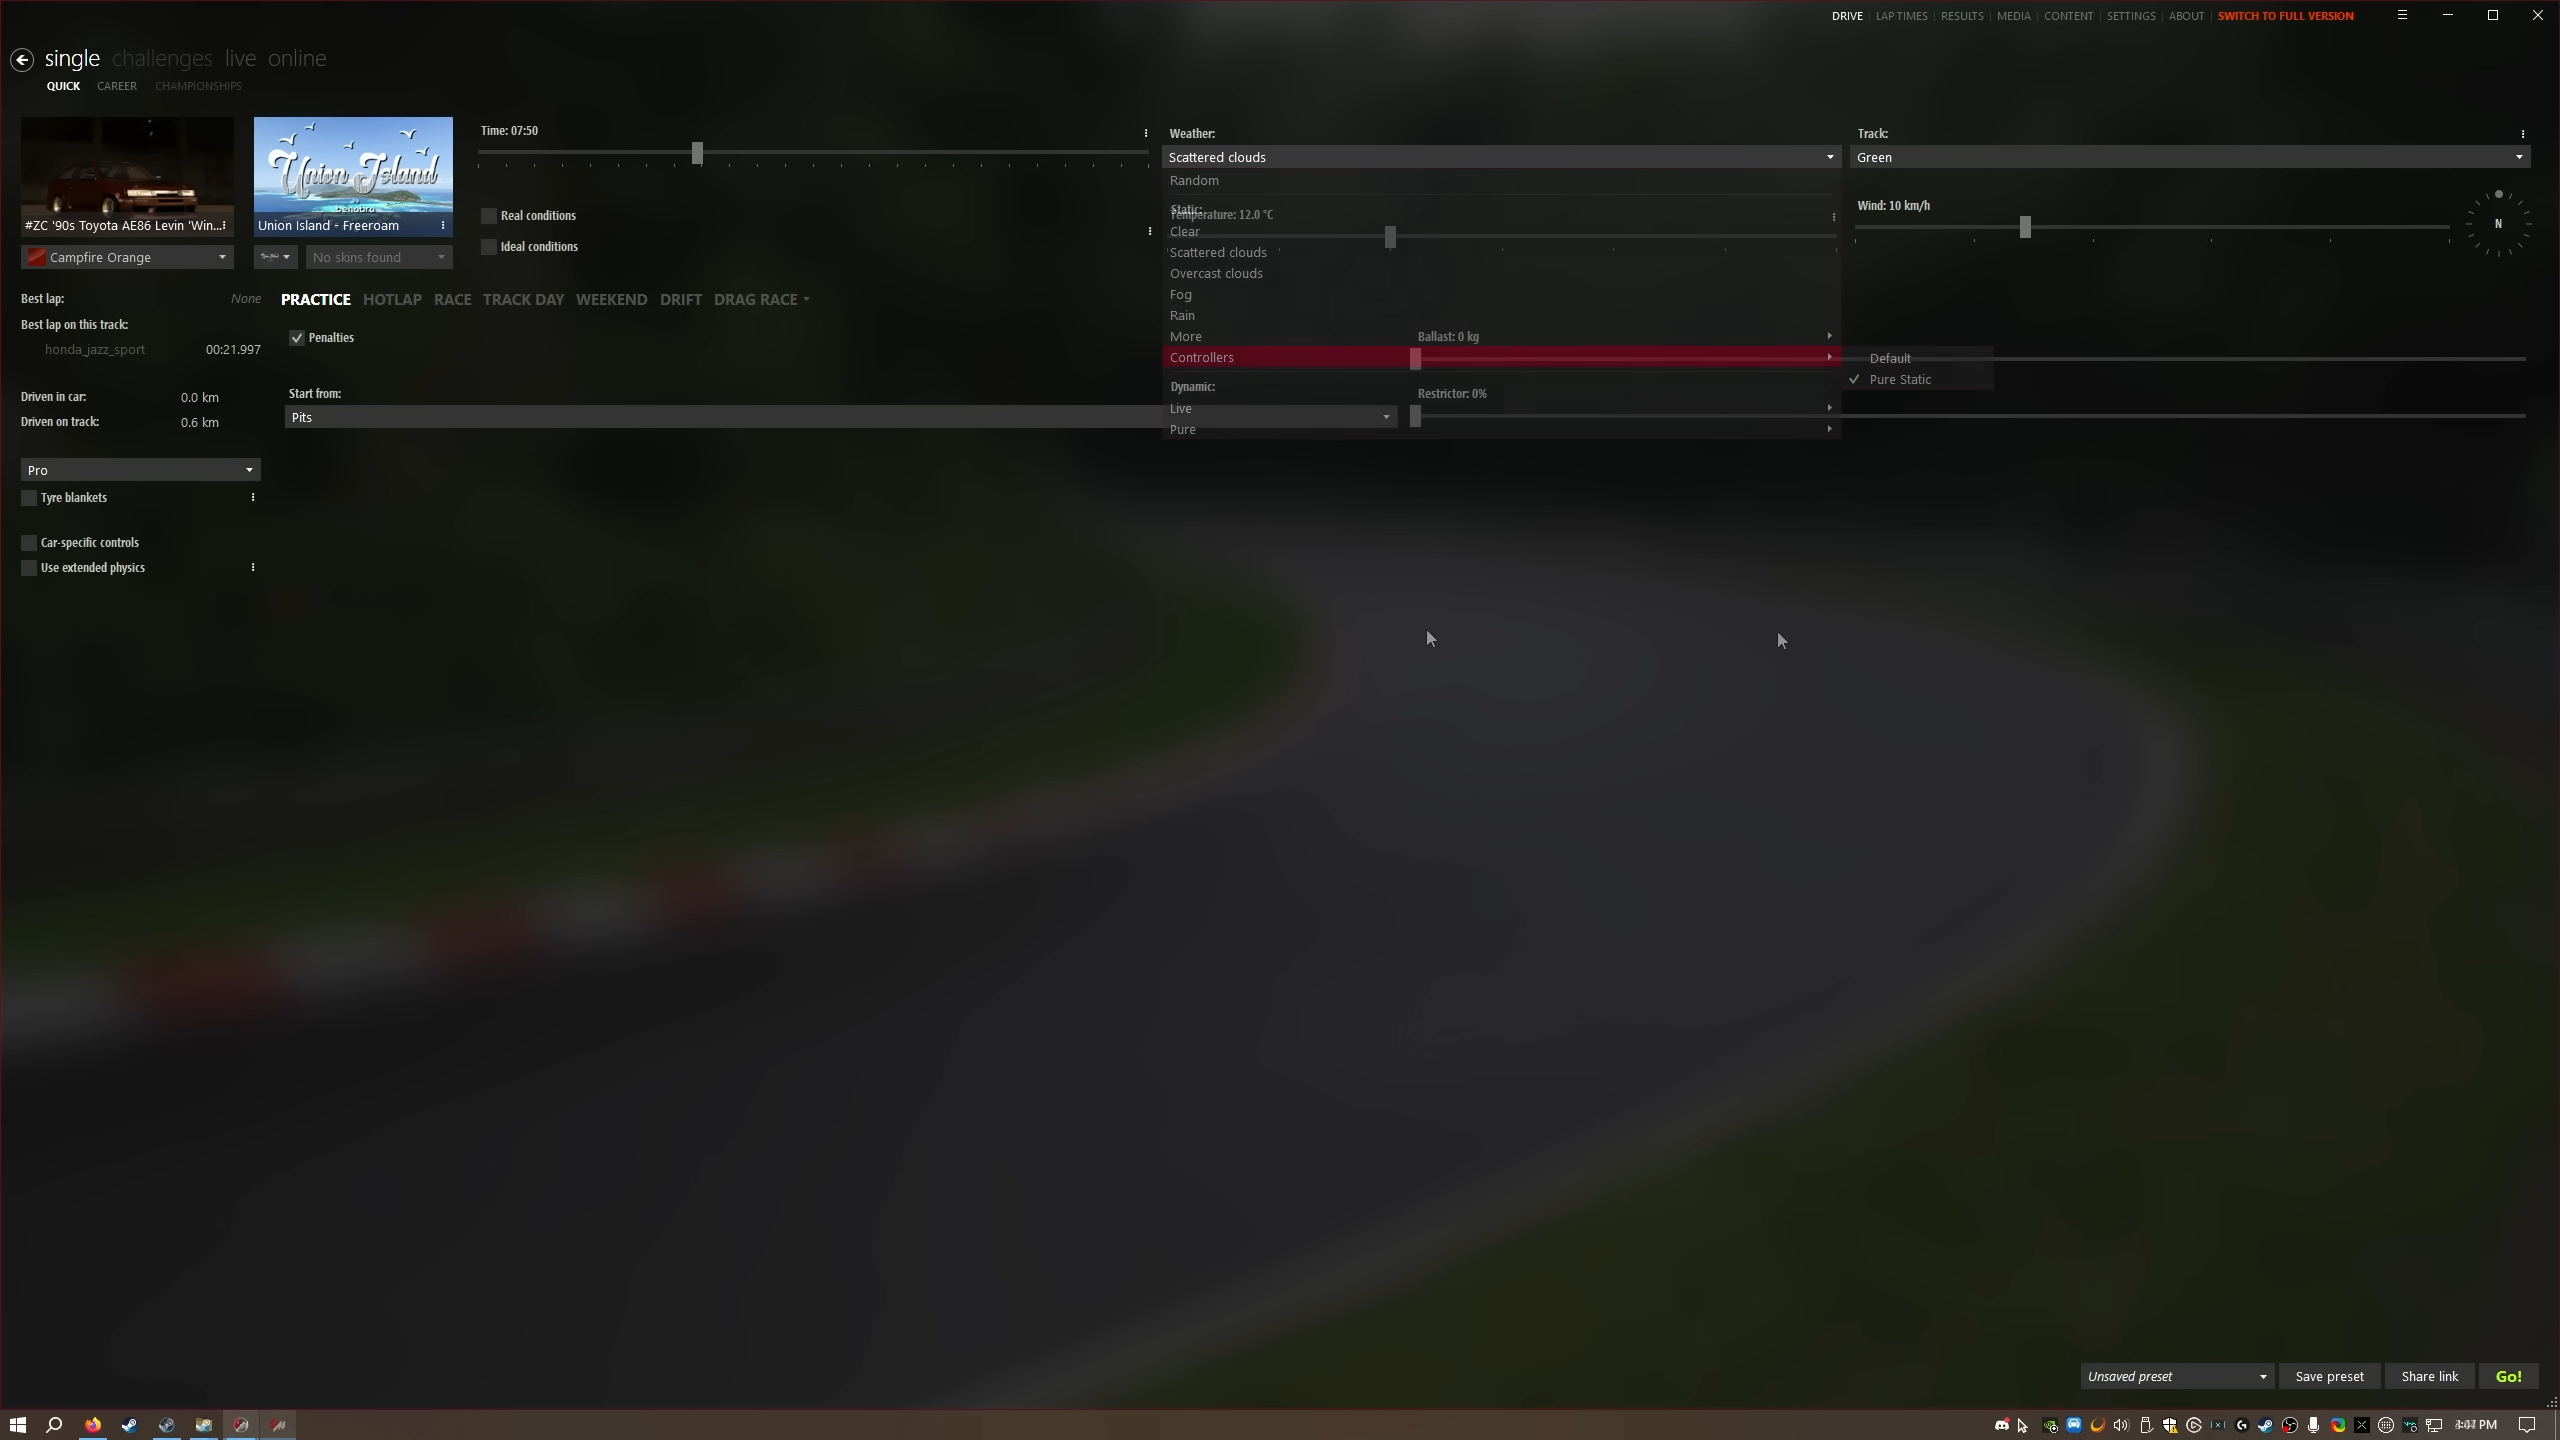 DRIVE | LAP TIMES | RESULTS | MEDIA | CONTENT | SETTINGS | ABOUT | SWITCH TO FULL VERSION
single challenges live online
QUICK CAREER CHAMPIONSHIPS
#ZC '90s Toyota AE86 Levin 'Win...
Campfire Orange
Union Island
benobro
Union Island - Freeroam
No skins found
Time: 07:50
Real conditions
Ideal conditions
Weather:
Scattered clouds
Random
Static:
Temperature: 12.0 °C
Clear
Scattered clouds
Overcast clouds
Fog
Rain
More
Controllers
Dynamic:
Live
Pure
Default
Pure Static
Track:
Green
Wind: 10 km/h
N
Best lap: None
Best lap on this track:
honda_jazz_sport 00:21.997
Driven in car: 0.0 km
Driven on track: 0.6 km
Pro
Tyre blankets
Car-specific controls
Use extended physics
PRACTICE HOTLAP RACE TRACK DAY WEEKEND DRIFT DRAG RACE
Penalties
Start from:
Pits
Ballast: 0 kg
Restrictor: 0%
Unsaved preset
Save preset
Share link
Go!
PM